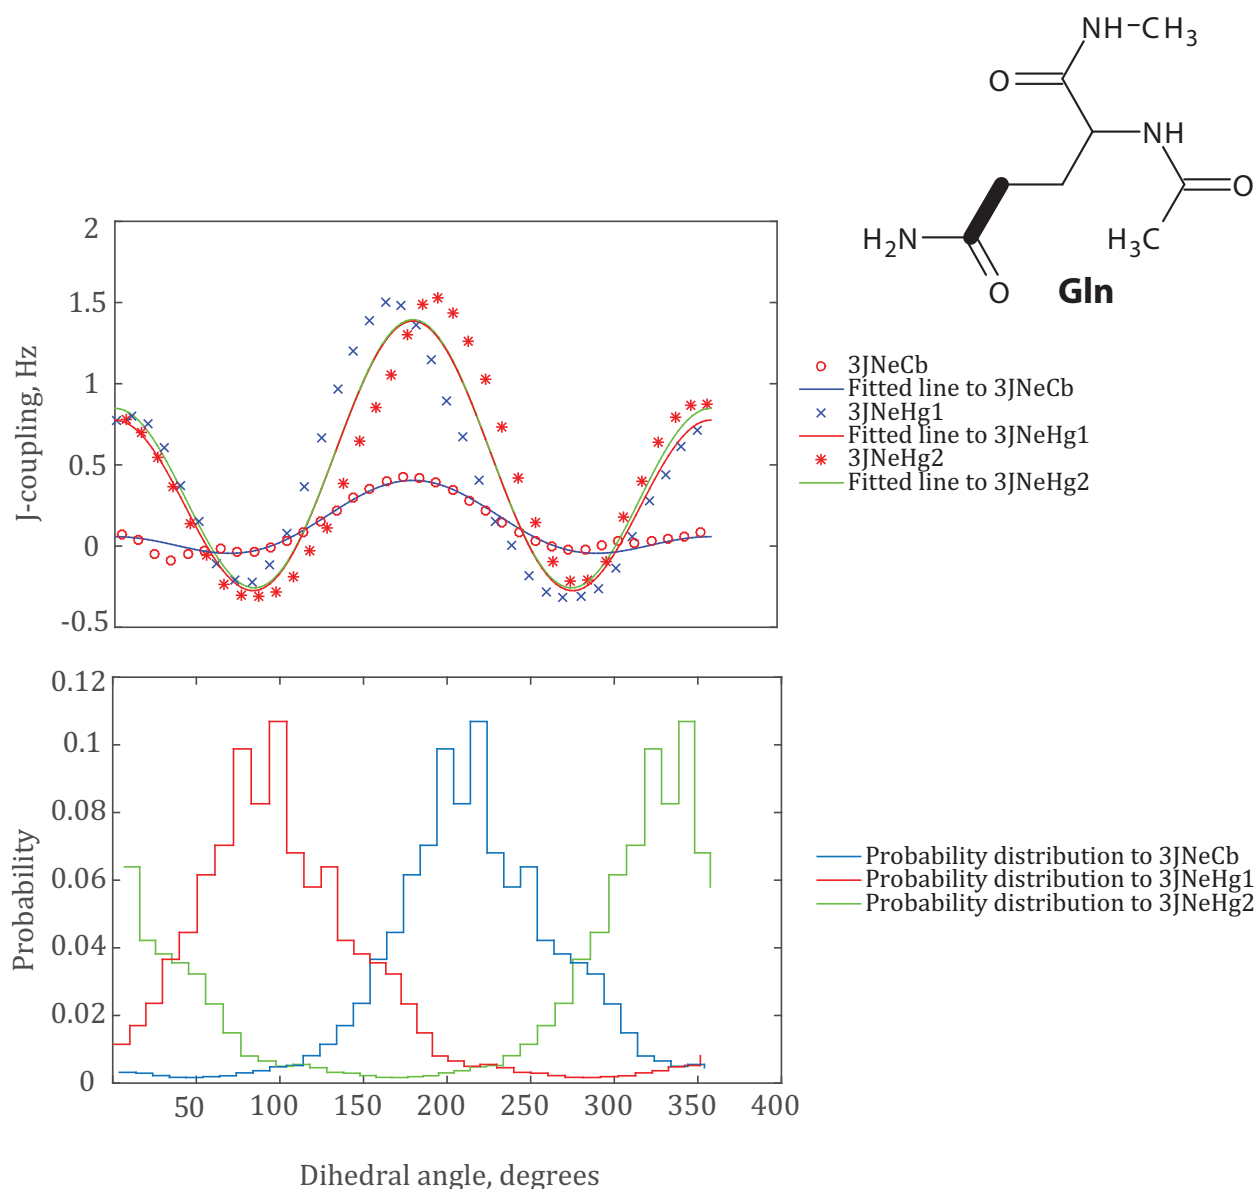 NH-CH3
O
NH
O
H2N
H3C
O
Gln
2
1.5
1
0.5
0
-0.5
J-coupling, Hz
3JNeCb
Fitted line to 3JNeCb
3JNeHg1
Fitted line to 3JNeHg1
3JNeHg2
Fitted line to 3JNeHg2
0.12
0.1
0.08
0.06
0.04
0.02
0
Probability
Probability distribution to 3JNeCb
Probability distribution to 3JNeHg1
Probability distribution to 3JNeHg2
50 100 150 200 250 300 350 400
Dihedral angle, degrees